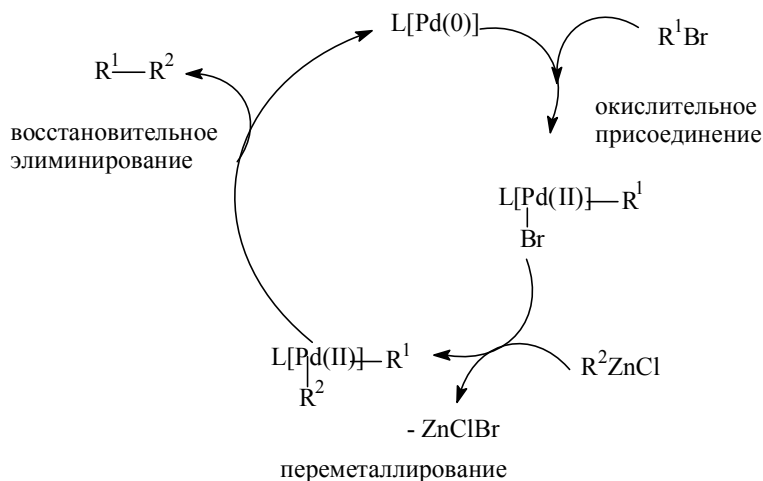 L[Pd(0)]
R¹Br
R¹—R²
окислительное
присоединение
восстановительное
элиминирование
L[Pd(II)]—R¹
Br
L[Pd(II)]—R¹
R²
R²ZnCl
- ZnClBr
переметаллирование